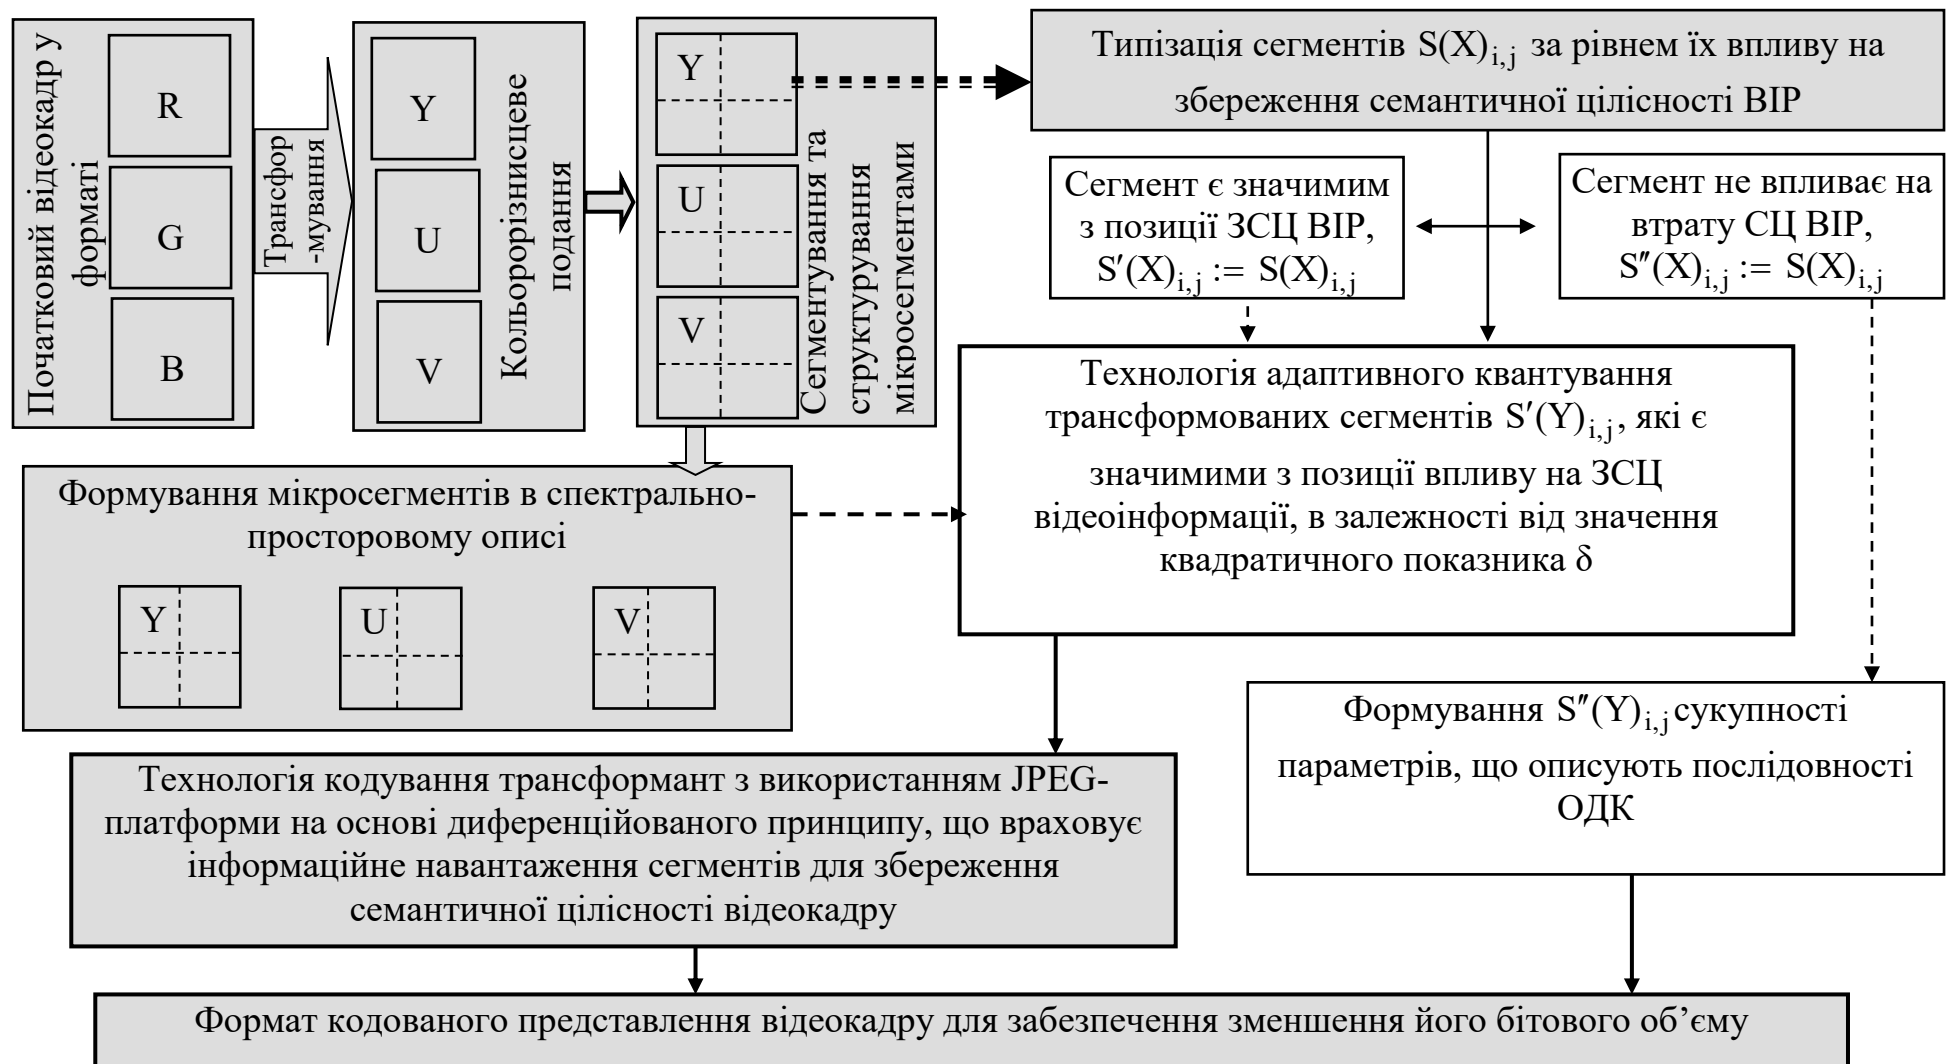 Початковий відеокадр у
форматі
R
G
B
Трансфор
-мування
Y
U
V
Кольорорізнисцеве
подання
Y
U
V
Сегментування та
структурування
мікросегментами
Типізація сегментів S(X)i,j за рівнем їх впливу на
збереження семантичної цілісності ВІР
Сегмент є значимим
з позиції ЗСЦ ВІР,
S′(X)i,j := S(X)i,j
Сегмент не впливає на
втрату СЦ ВІР,
S″(X)i,j := S(X)i,j
Технологія адаптивного квантування
трансформованих сегментів S′(Y)i,j, які є
значимими з позиції впливу на ЗСЦ
відеоінформації, в залежності від значення
квадратичного показника δ
Формування мікросегментів в спектрально-
просторовому описі
Y
U
V
Формування S″(Y)i,j сукупності
параметрів, що описують послідовності
ОДК
Технологія кодування трансформант з використанням JPEG-
платформи на основі диференційованого принципу, що враховує
інформаційне навантаження сегментів для збереження
семантичної цілісності відеокадру
Формат кодованого представлення відеокадру для забезпечення зменшення його бітового об’єму